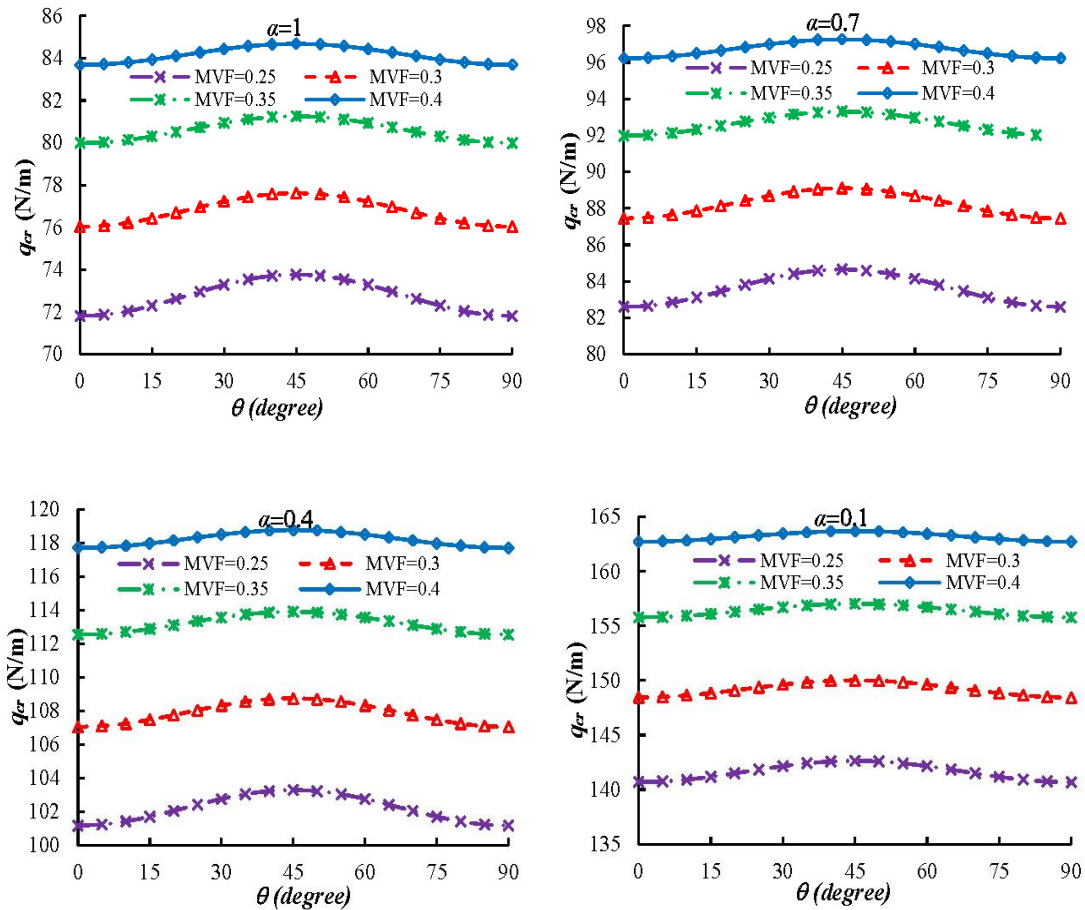 α=1
86
84
82
80
78
76
74
72
70
q_cr (N/m)
MVF=0.25 MVF=0.3
MVF=0.35 MVF=0.4
0 15 30 45 60 75 90
θ (degree)
α=0.7
98
96
94
92
90
88
86
84
82
80
q_cr (N/m)
MVF=0.25 MVF=0.3
MVF=0.35 MVF=0.4
0 15 30 45 60 75 90
θ (degree)
α=0.4
120
118
116
114
112
110
108
106
104
102
100
q_cr (N/m)
MVF=0.25 MVF=0.3
MVF=0.35 MVF=0.4
0 15 30 45 60 75 90
θ (degree)
α=0.1
165
160
155
150
145
140
135
q_cr (N/m)
MVF=0.25 MVF=0.3
MVF=0.35 MVF=0.4
0 15 30 45 60 75 90
θ (degree)